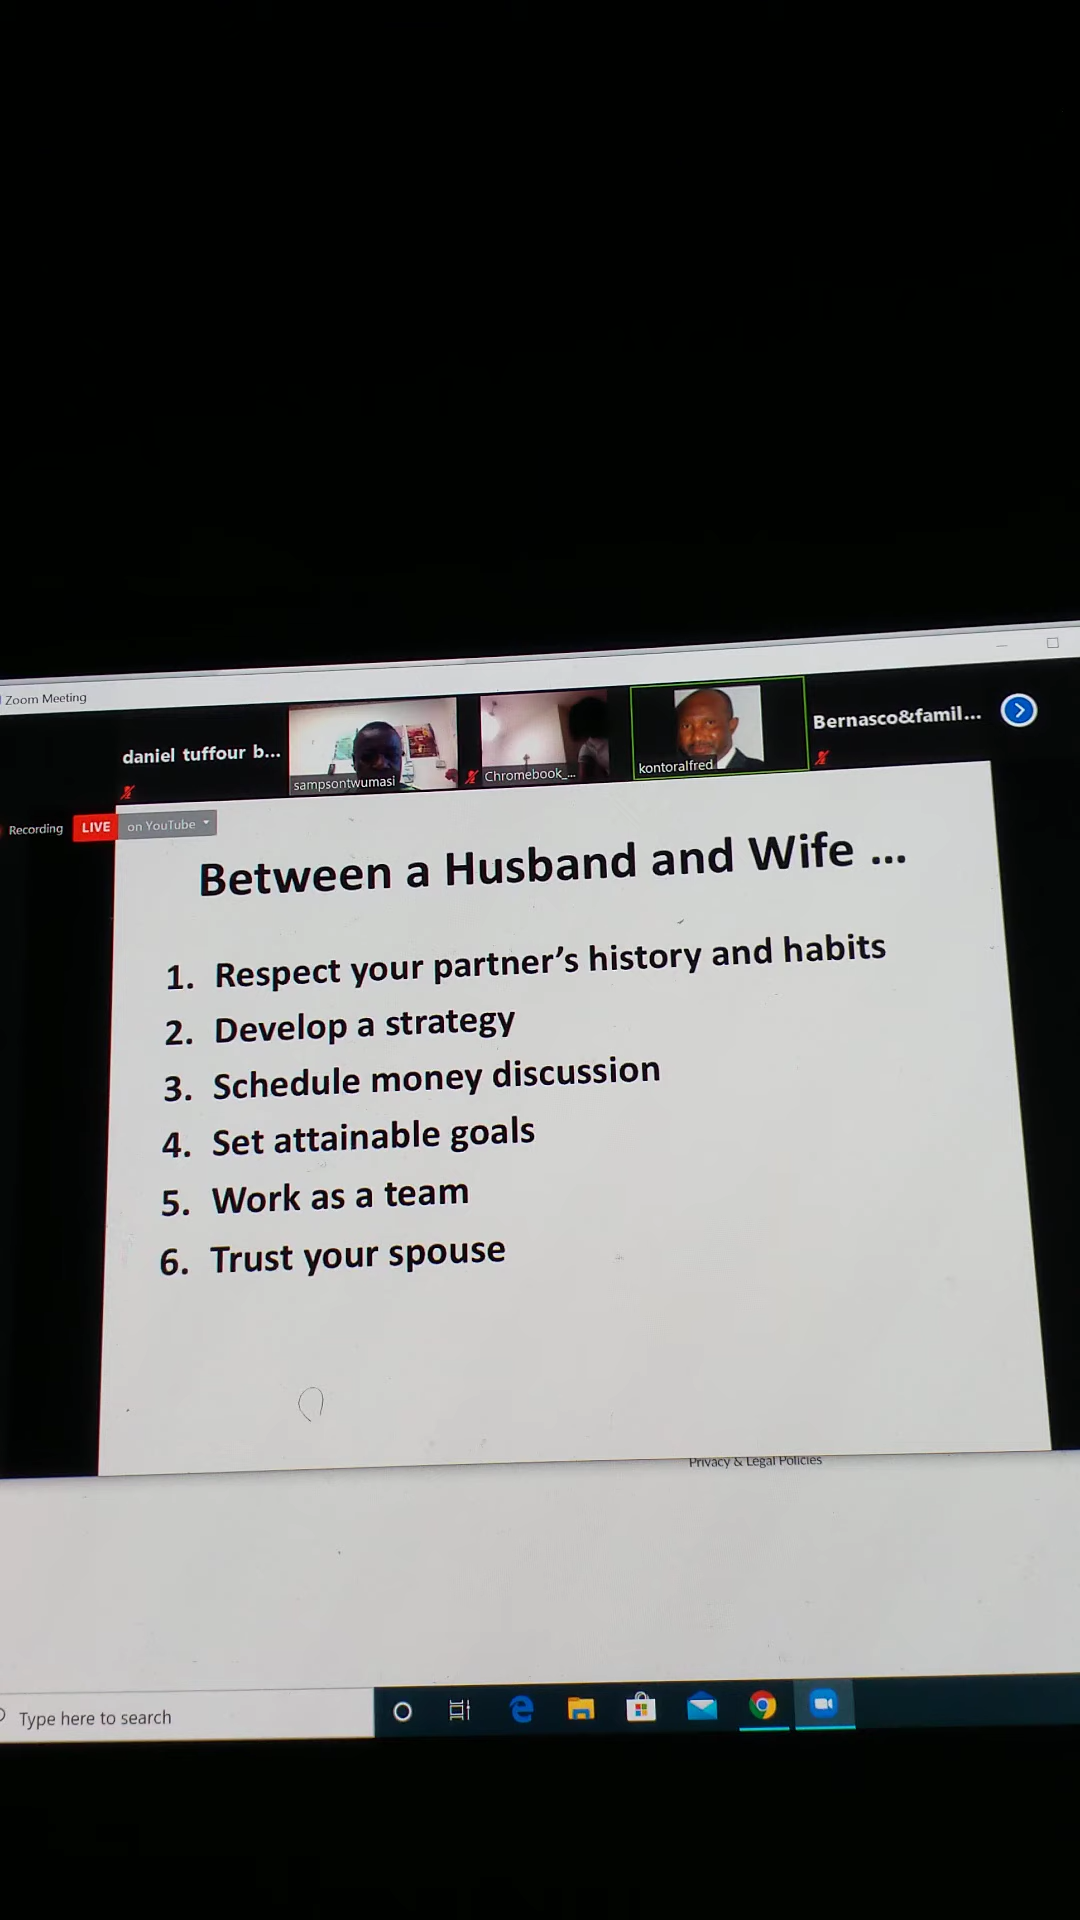 Zoom Meeting
daniel tuffour b...
sampsontwumasi
Chromebook_...
kontoralfred
Bernasco&famil...
Recording
LIVE
on YouTube
Between a Husband and Wife ...
1. Respect your partner's history and habits
2. Develop a strategy
3. Schedule money discussion
4. Set attainable goals
5. Work as a team
6. Trust your spouse
Privacy & Legal Policies
Type here to search